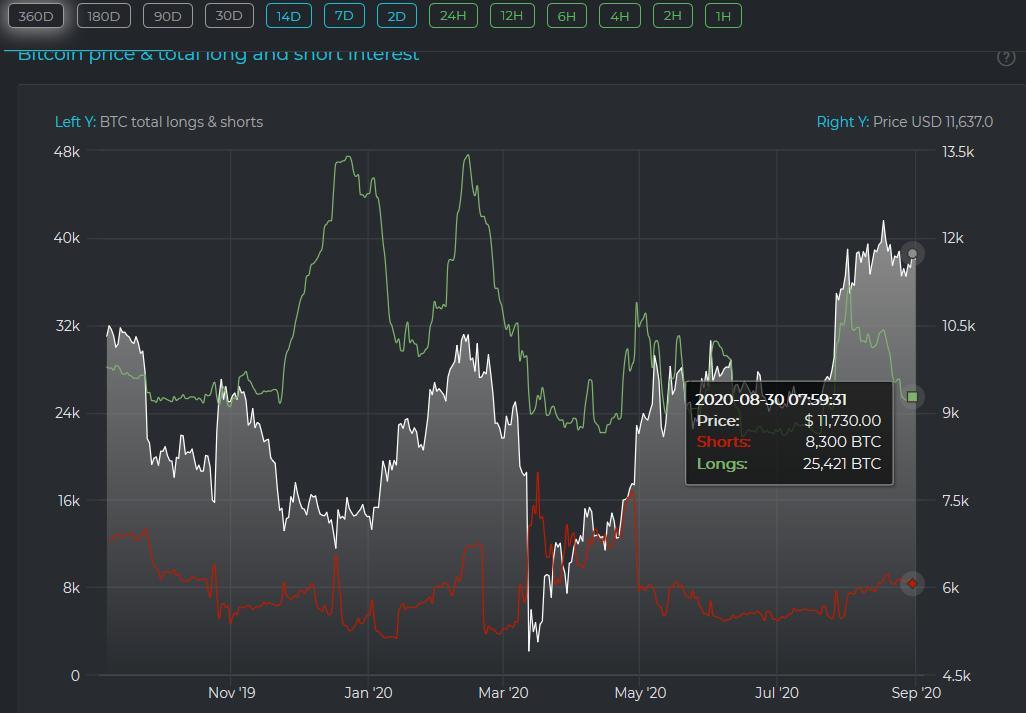 360D 180D 90D 30D 14D 7D 2D 24H 12H 6H 4H 2H 1H
Bitcoin price & total long and short interest
?
Left Y: BTC total longs & shorts Right Y: Price USD 11,637.0
48k 13.5k
40k 12k
32k 10.5k
24k 9k
16k 7.5k
8k 6k
0 4.5k
2020-08-30 07:59:31
Price: $ 11,730.00
Shorts: 8,300 BTC
Longs: 25,421 BTC
Nov '19 Jan '20 Mar '20 May '20 Jul '20 Sep '20